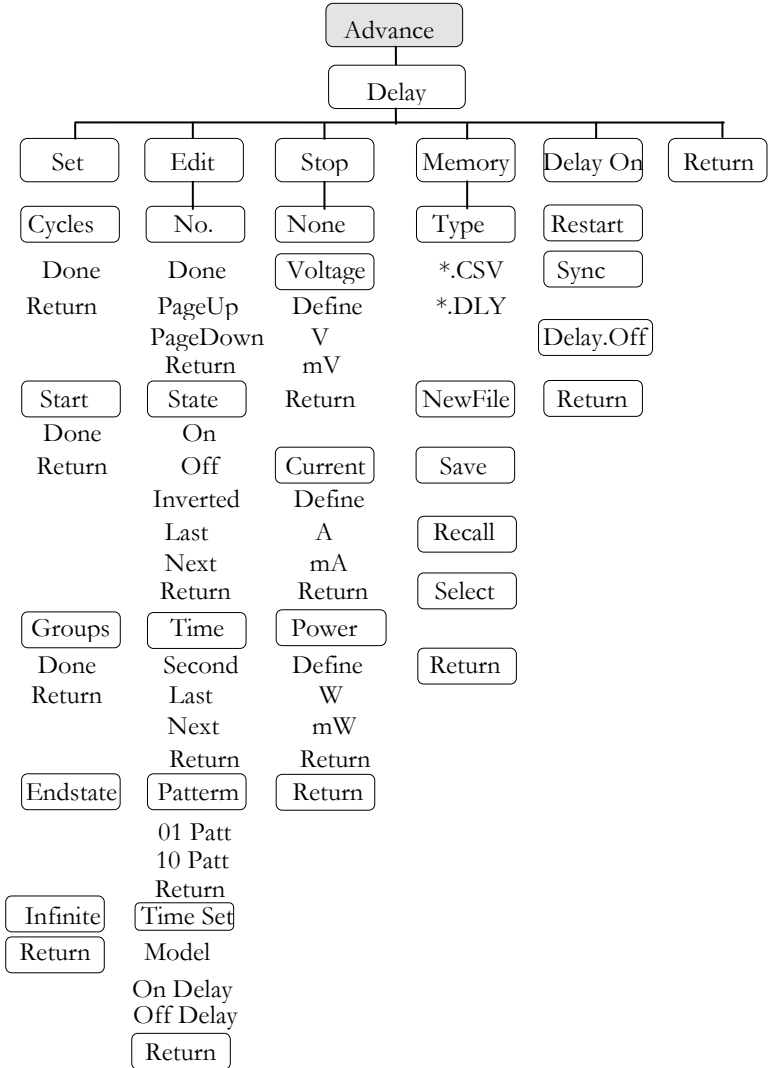 Advance
Delay
Set Edit Stop Memory Delay On Return
Cycles No. None Type Restart
Done Done Voltage *.CSV Sync
Return PageUp Define *.DLY
PageDown V Delay.Off
Return mV
Start State Return NewFile Return
Done On
Return Off Current Save
Inverted Define
Last A Recall
Next mA
Return Return Select
Groups Time Power
Done Second Define Return
Return Last W
Next mW
Return Return
Endstate Patterm Return
01 Patt
10 Patt
Return
Infinite Time Set
Return Model
On Delay
Off Delay
Return